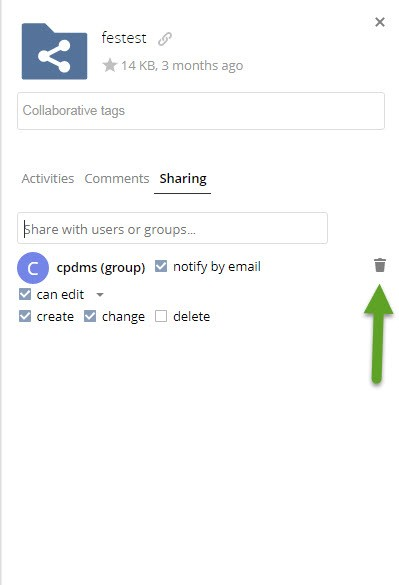 festest
14 KB, 3 months ago
Collaborative tags
Activities Comments Sharing
Share with users or groups...
C cpdms (group) notify by email
can edit
create change delete